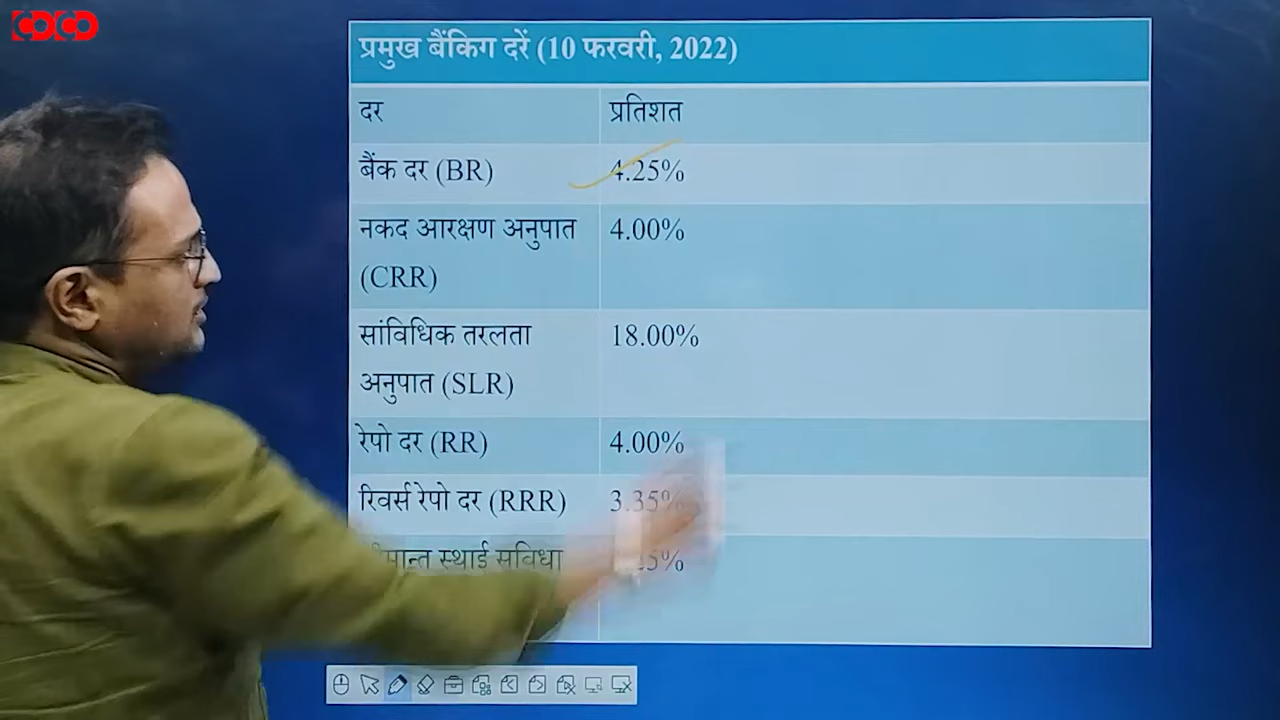 COCO
प्रमुख बैंकिग दरें (10 फरवरी, 2022)
दर प्रतिशत
बैंक दर (BR) 4.25%
नकद आरक्षण अनुपात 4.00%
(CRR)
सांविधिक तरलता 18.00%
अनुपात (SLR)
रेपो दर (RR) 4.00%
रिवर्स रेपो दर (RRR) 3.35%
स्थाई सुविधा